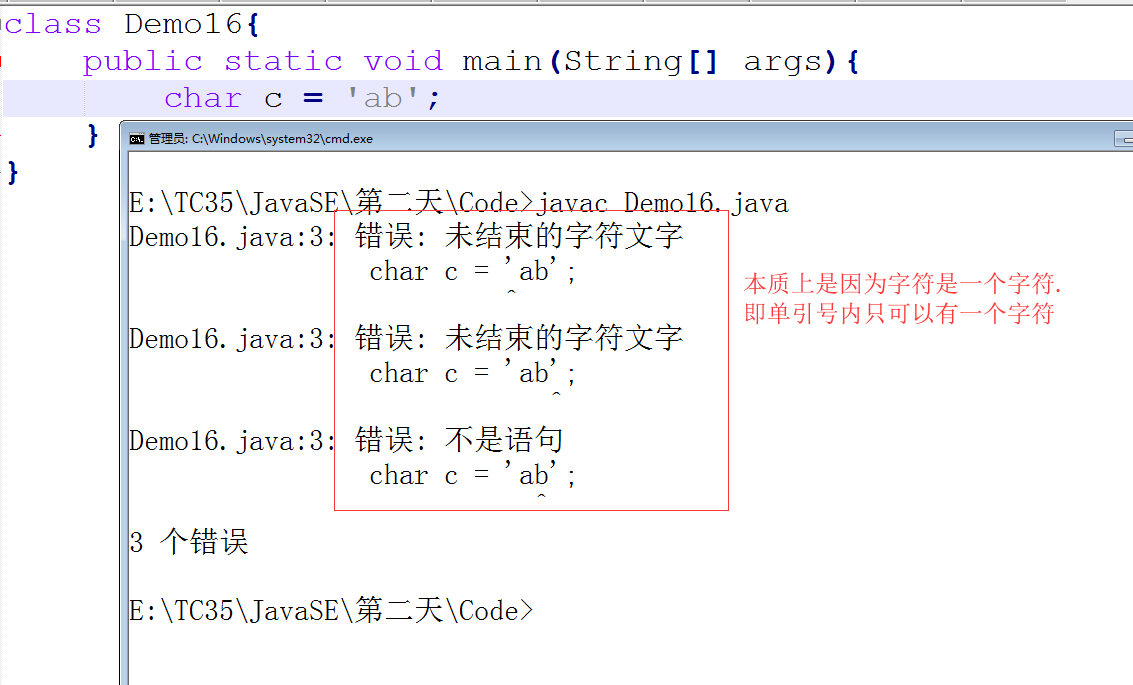 class Demo16{
public static void main(String[] args){
char c = 'ab';
}
}
管理员: C:\Windows\system32\cmd.exe
E:\TC35\JavaSE\第二天\Code>javac Demo16.java
Demo16.java:3: 错误: 未结束的字符文字
char c = 'ab';
^
Demo16.java:3: 错误: 未结束的字符文字
char c = 'ab';
^
Demo16.java:3: 错误: 不是语句
char c = 'ab';
^
3 个错误
E:\TC35\JavaSE\第二天\Code>
本质上是因为字符是一个字符.
即单引号内只可以有一个字符